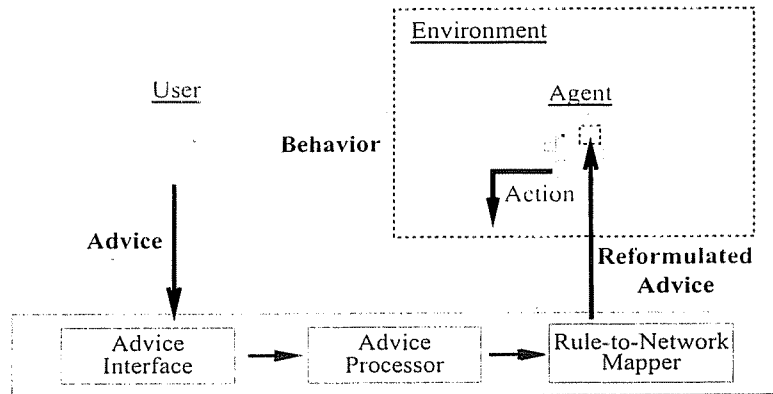 Environment
User
Agent
Behavior
Action
Advice
Reformulated
Advice
Advice
Interface
Advice
Processor
Rule-to-Network
Mapper